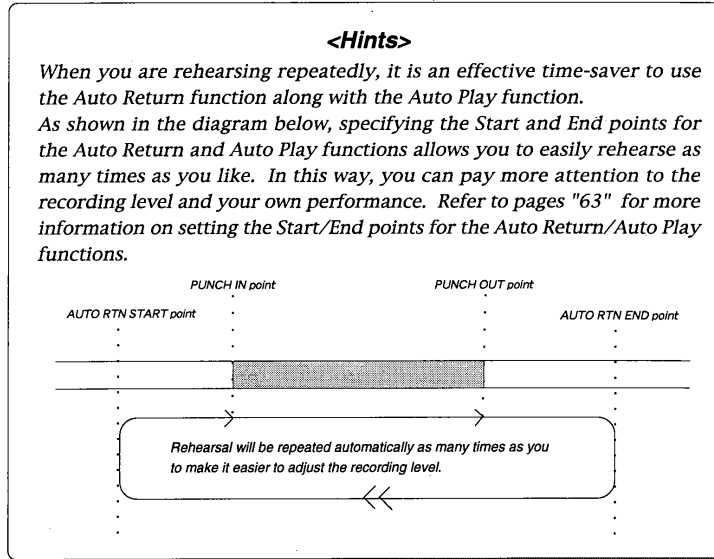 <Hints>
When you are rehearsing repeatedly, it is an effective time-saver to use
the Auto Return function along with the Auto Play function.
As shown in the diagram below, specifying the Start and End points for
the Auto Return and Auto Play functions allows you to easily rehearse as
many times as you like. In this way, you can pay more attention to the
recording level and your own performance. Refer to pages "63" for more
information on setting the Start/End points for the Auto Return/Auto Play
functions.
PUNCH IN point PUNCH OUT point
AUTO RTN START point AUTO RTN END point
Rehearsal will be repeated automatically as many times as you
to make it easier to adjust the recording level.